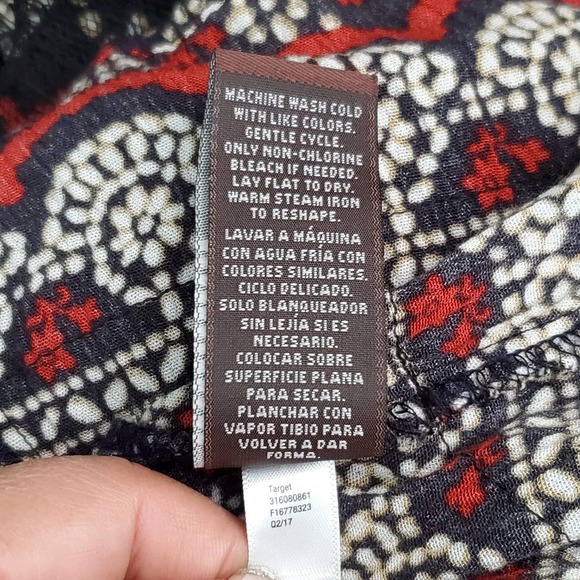 MACHINE WASH COLD
WITH LIKE COLORS.
GENTLE CYCLE.
ONLY NON-CHLORINE
BLEACH IF NEEDED.
LAY FLAT TO DRY.
WARM STEAM IRON
TO RESHAPE.
LAVAR A MÁQUINA
CON AGUA FRÍA CON
COLORES SIMILARES.
CICLO DELICADO.
SOLO BLANQUEADOR
SIN LEJÍA SI ES
NECESARIO.
COLOCAR SOBRE
SUPERFICIE PLANA
PARA SECAR.
PLANCHAR CON
VAPOR TIBIO PARA
VOLVER A DAR
FORMA.
Target
316080861
F16778323
Q2/17